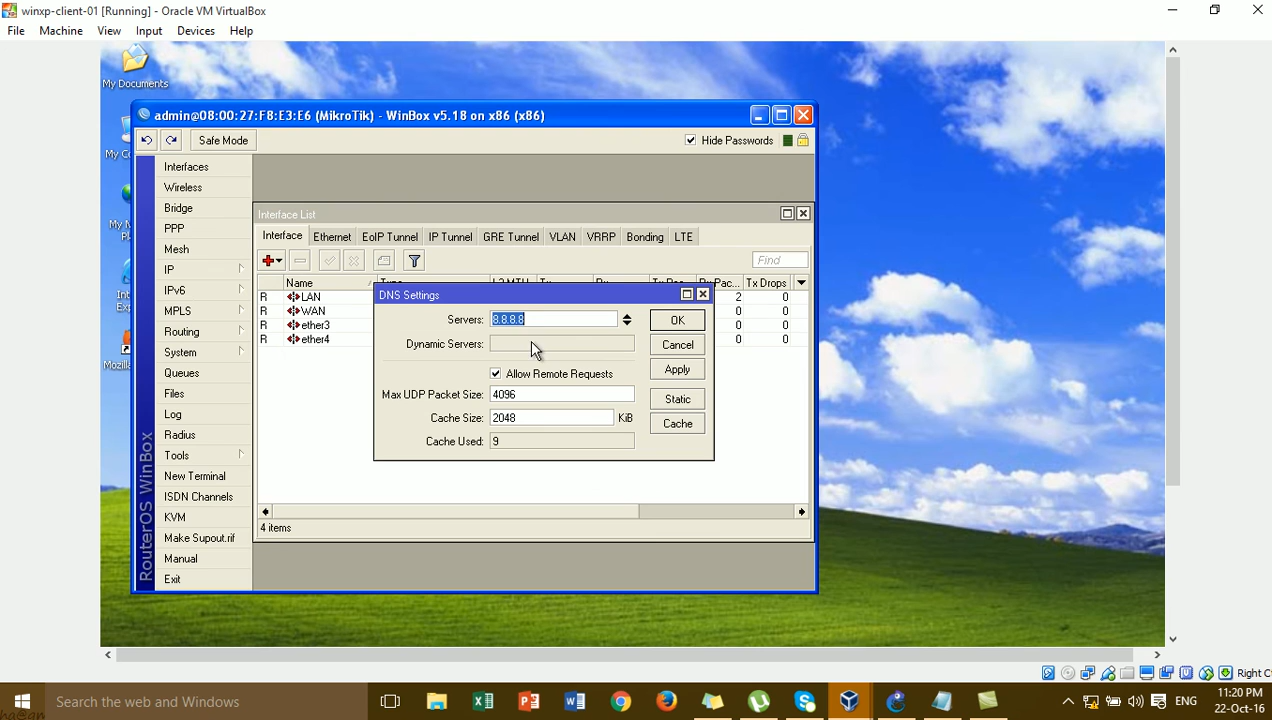 winxp-client-01 [Running] - Oracle VM VirtualBox
File Machine View Input Devices Help
My Documents
admin@08:00:27:F8:E3:E6 (MikroTik) - WinBox v5.18 on x86 (x86)
Safe Mode
Hide Passwords
RouterOS WinBox
Interfaces
Wireless
Bridge
PPP
Mesh
IP
IPv6
MPLS
Routing
System
Queues
Files
Log
Radius
Tools
New Terminal
ISDN Channels
KVM
Make Supout.rif
Manual
Exit
Interface List
Interface Ethernet EoIP Tunnel IP Tunnel GRE Tunnel VLAN VRRP Bonding LTE
Find
Name Tx Drops
R LAN 2 0
R WAN 0 0
R ether3 0 0
R ether4 0 0
4 items
DNS Settings
Servers: 8.8.8.8
Dynamic Servers:
Allow Remote Requests
Max UDP Packet Size: 4096
Cache Size: 2048 KiB
Cache Used: 9
OK
Cancel
Apply
Static
Cache
Search the web and Windows
ENG
11:20 PM
22-Oct-16